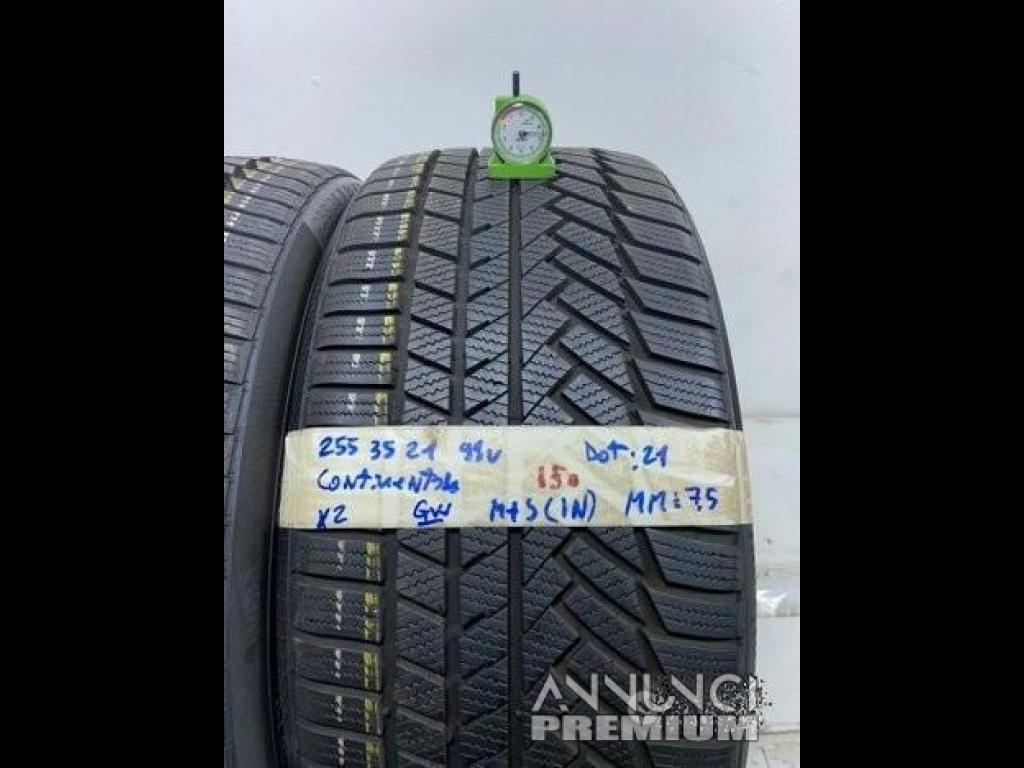 255 35 21 99V Dot: 21
Continental 150
x2 GW M+S (IN) MM: 7,5
ANNUNCI
PREMIUM